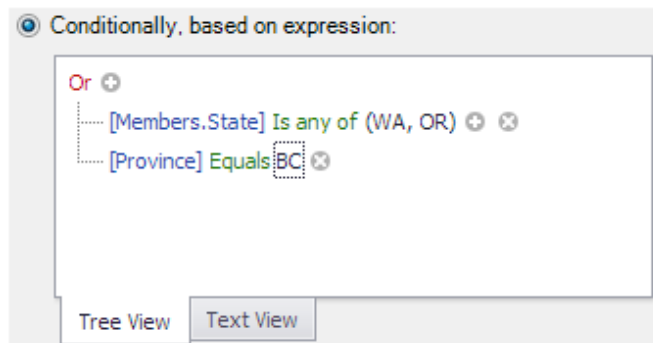 Conditionally, based on expression:
Or
[Members.State] Is any of (WA, OR)
[Province] Equals BC
Tree View Text View